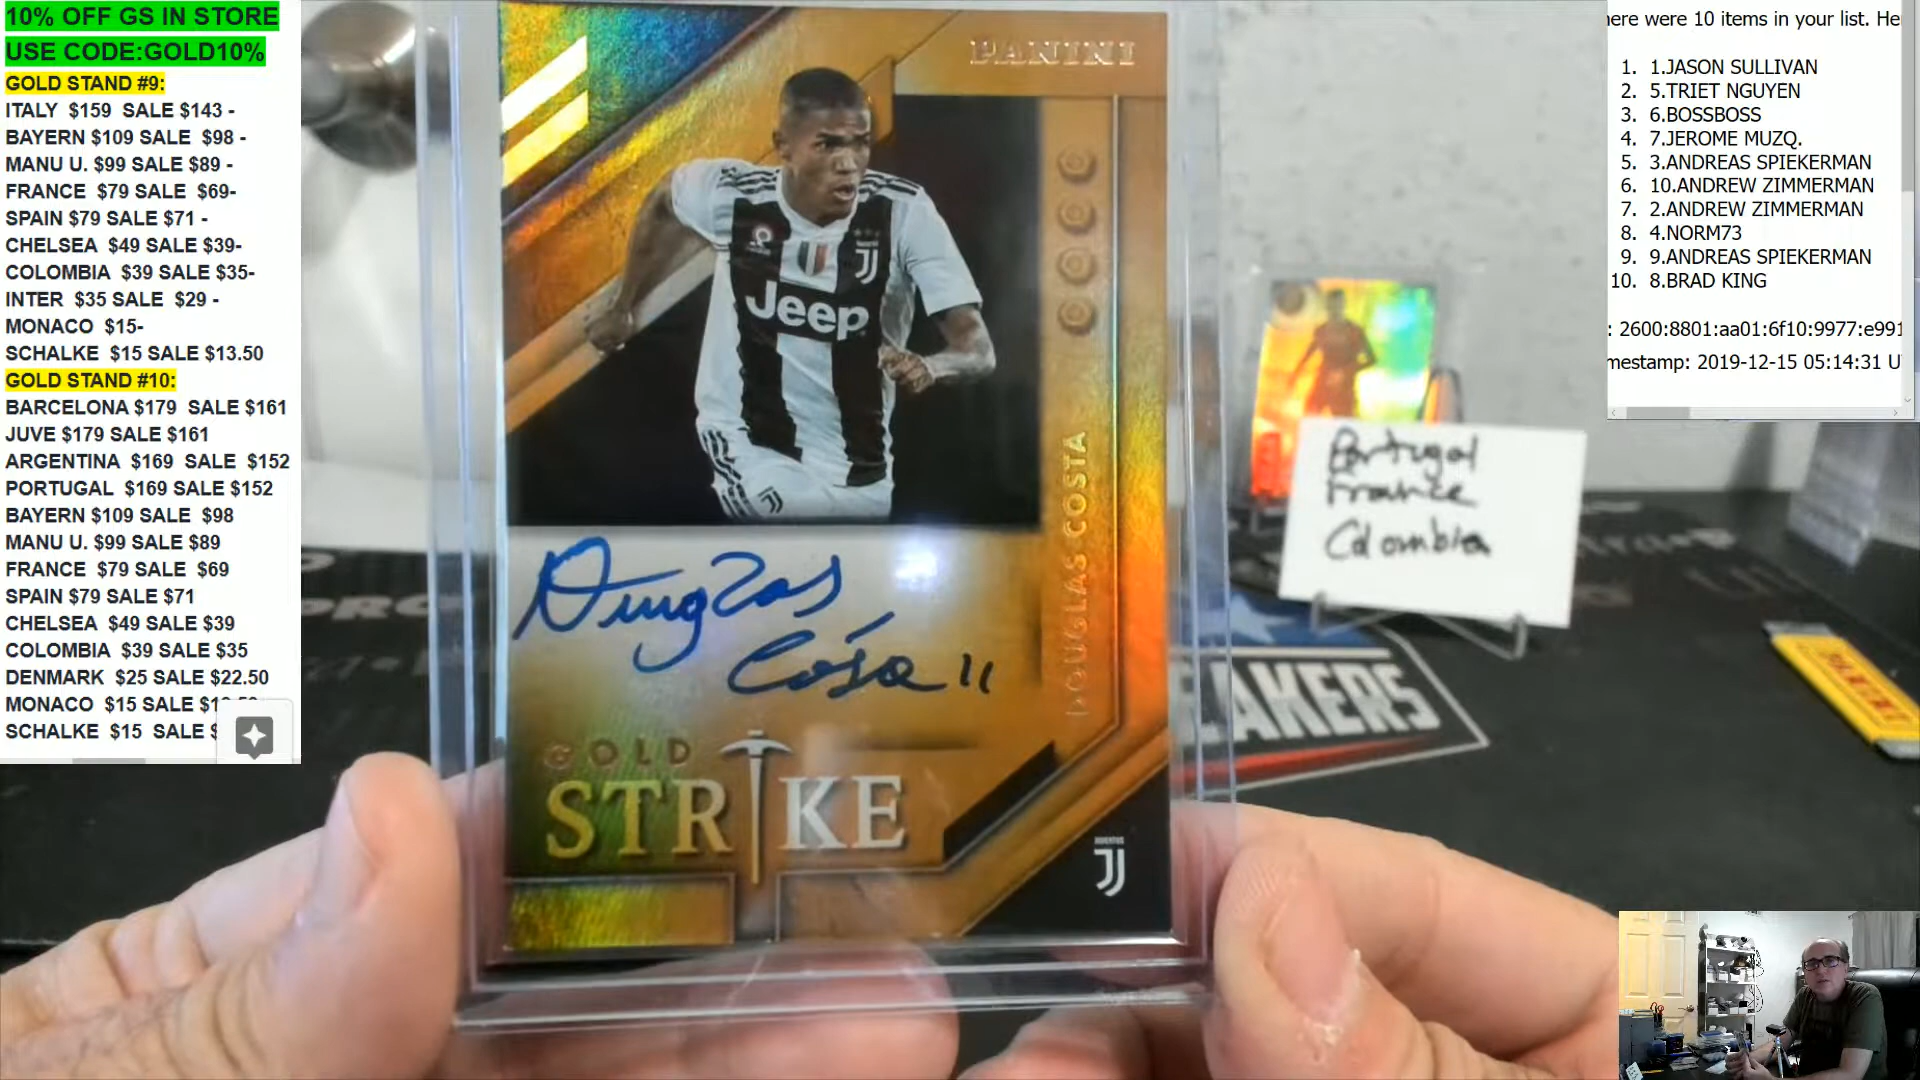 10% OFF GS IN STORE
USE CODE:GOLD10%
GOLD STAND #9:
ITALY $159 SALE $143 -
BAYERN $109 SALE $98 -
MANU U. $99 SALE $89 -
FRANCE $79 SALE $69-
SPAIN $79 SALE $71 -
CHELSEA $49 SALE $39-
COLOMBIA $39 SALE $35-
INTER $35 SALE $29 -
MONACO $15-
SCHALKE $15 SALE $13.50
GOLD STAND #10:
BARCELONA $179 SALE $161
JUVE $179 SALE $161
ARGENTINA $169 SALE $152
PORTUGAL $169 SALE $152
BAYERN $109 SALE $98
MANU U. $99 SALE $89
FRANCE $79 SALE $69
SPAIN $79 SALE $71
CHELSEA $49 SALE $39
COLOMBIA $39 SALE $35
DENMARK $25 SALE $22.50
MONACO $15 SALE
SCHALKE $15 SALE $
PANINI
Jeep
DOUGLAS COSTA
Douglas
Costa 11
GOLD
STRIKE
JUVENTUS
Portugal
France
Colombia
EAKERS
PANINI
ere were 10 items in your list. He
1. 1.JASON SULLIVAN
2. 5.TRIET NGUYEN
3. 6.BOSSBOSS
4. 7.JEROME MUZQ.
5. 3.ANDREAS SPIEKERMAN
6. 10.ANDREW ZIMMERMAN
7. 2.ANDREW ZIMMERMAN
8. 4.NORM73
9. 9.ANDREAS SPIEKERMAN
10. 8.BRAD KING
: 2600:8801:aa01:6f10:9977:e991
mestamp: 2019-12-15 05:14:31 U